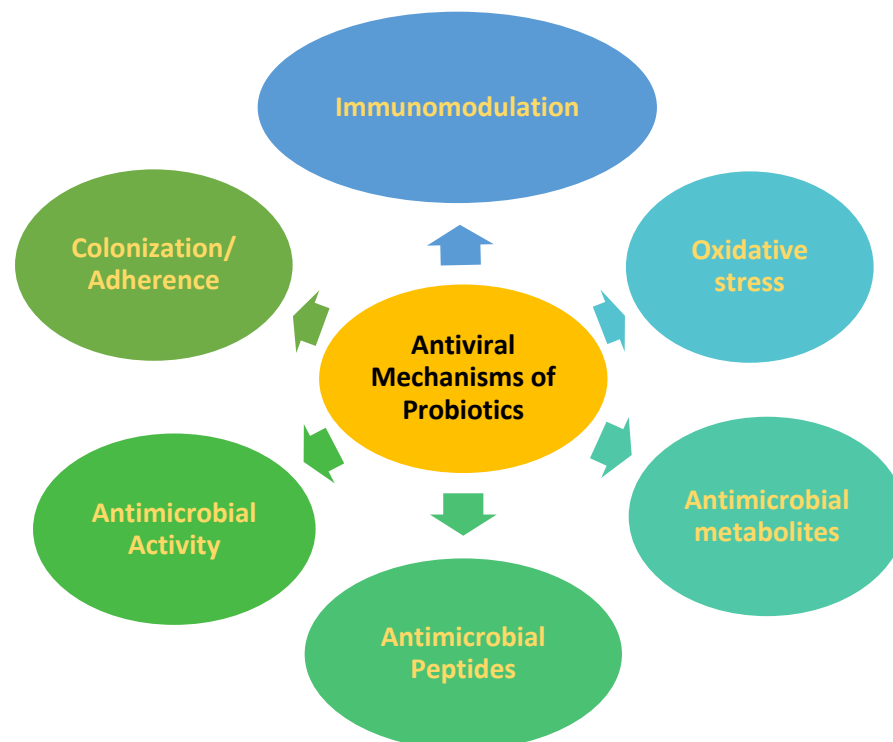 Immunomodulation
Colonization/
Adherence
Oxidative
stress
Antiviral
Mechanisms of
Probiotics
Antimicrobial
Activity
Antimicrobial
metabolites
Antimicrobial
Peptides